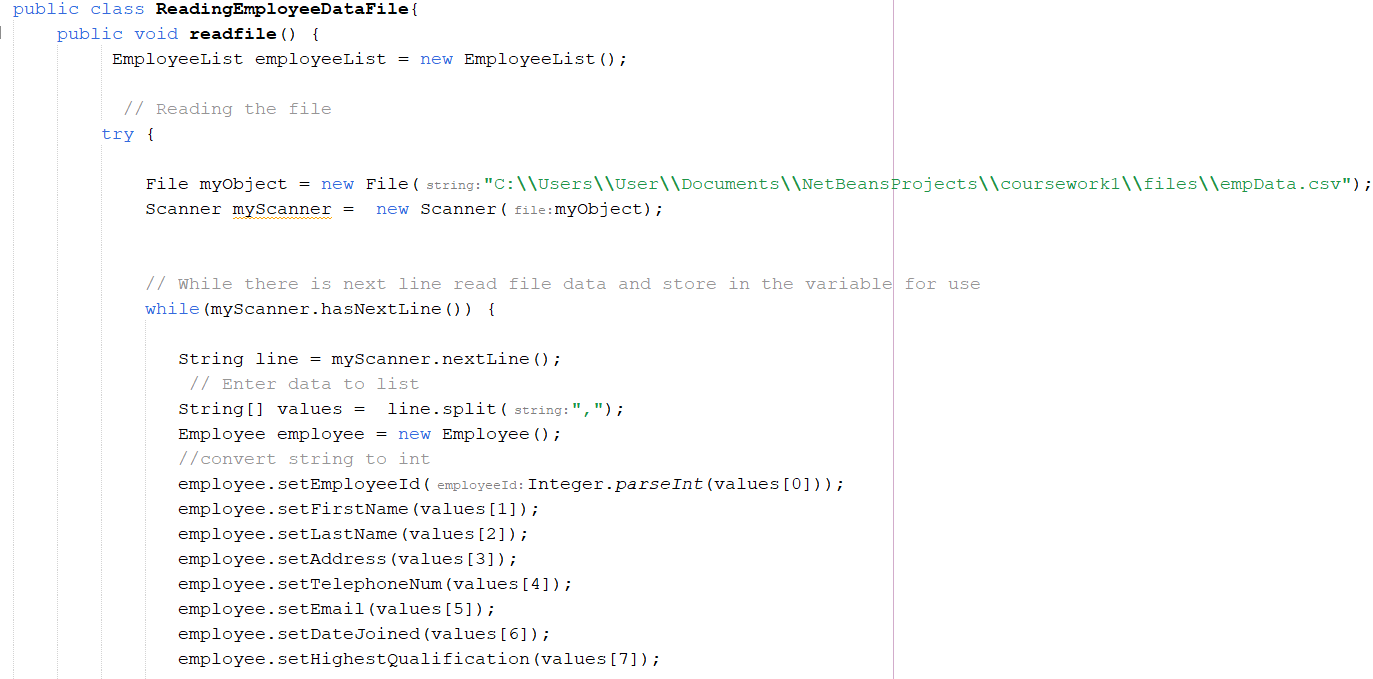 public class ReadingEmployeeDataFile{
public void readfile() {
EmployeeList employeeList = new EmployeeList();
// Reading the file
try {
File myObject = new File( string:"C:\\Users\\User\\Documents\\NetBeansProjects\\coursework1\\files\\empData.csv");
Scanner myScanner =  new Scanner( file:myObject);
// While there is next line read file data and store in the variable for use
while(myScanner.hasNextLine()) {
String line = myScanner.nextLine();
// Enter data to list
String[] values =  line.split( string:",");
Employee employee = new Employee();
//convert string to int
employee.setEmployeeId( employeeId:Integer.parseInt(values[0]));
employee.setFirstName(values[1]);
employee.setLastName(values[2]);
employee.setAddress(values[3]);
employee.setTelephoneNum(values[4]);
employee.setEmail(values[5]);
employee.setDateJoined(values[6]);
employee.setHighestQualification(values[7]);